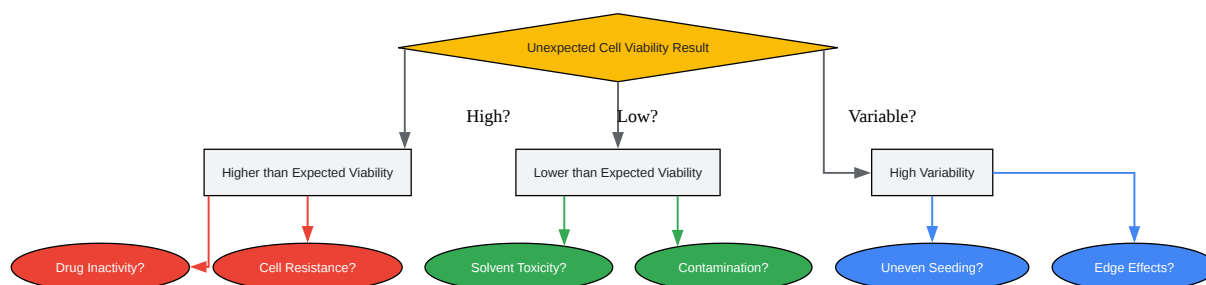 Unexpected Cell Viability Result
High?
Low?
Variable?
Higher than Expected Viability
Lower than Expected Viability
High Variability
Drug Inactivity?
Cell Resistance?
Solvent Toxicity?
Contamination?
Uneven Seeding?
Edge Effects?